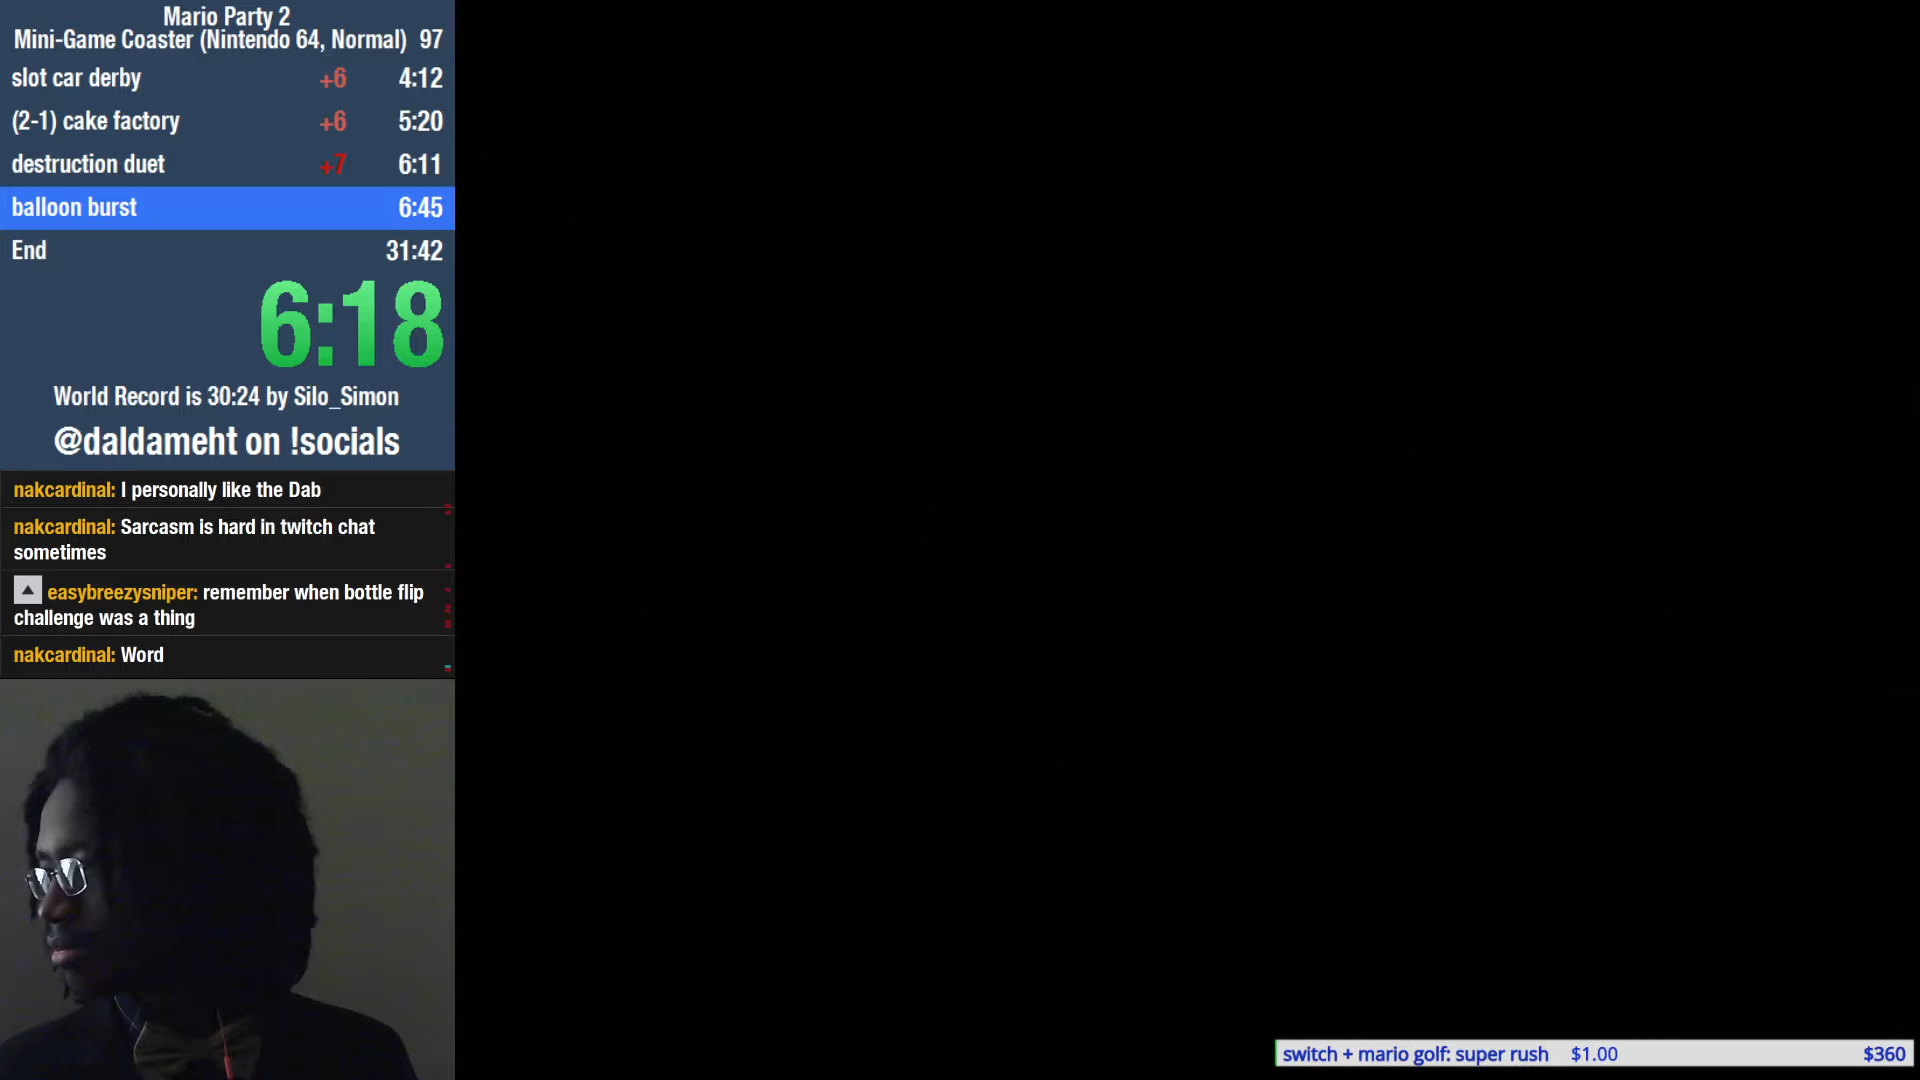 Mario Party 2
Mini-Game Coaster (Nintendo 64, Normal) 97
slot car derby +6 4:12
(2-1) cake factory +6 5:20
destruction duet +7 6:11
balloon burst 6:45
End 31:42
6:18
World Record is 30:24 by Silo_Simon
@daldameht on !socials
nakcardinal: I personally like the Dab
nakcardinal: Sarcasm is hard in twitch chat
sometimes
easybreezysniper: remember when bottle flip
challenge was a thing
nakcardinal: Word
switch + mario golf: super rush $1.00 $360